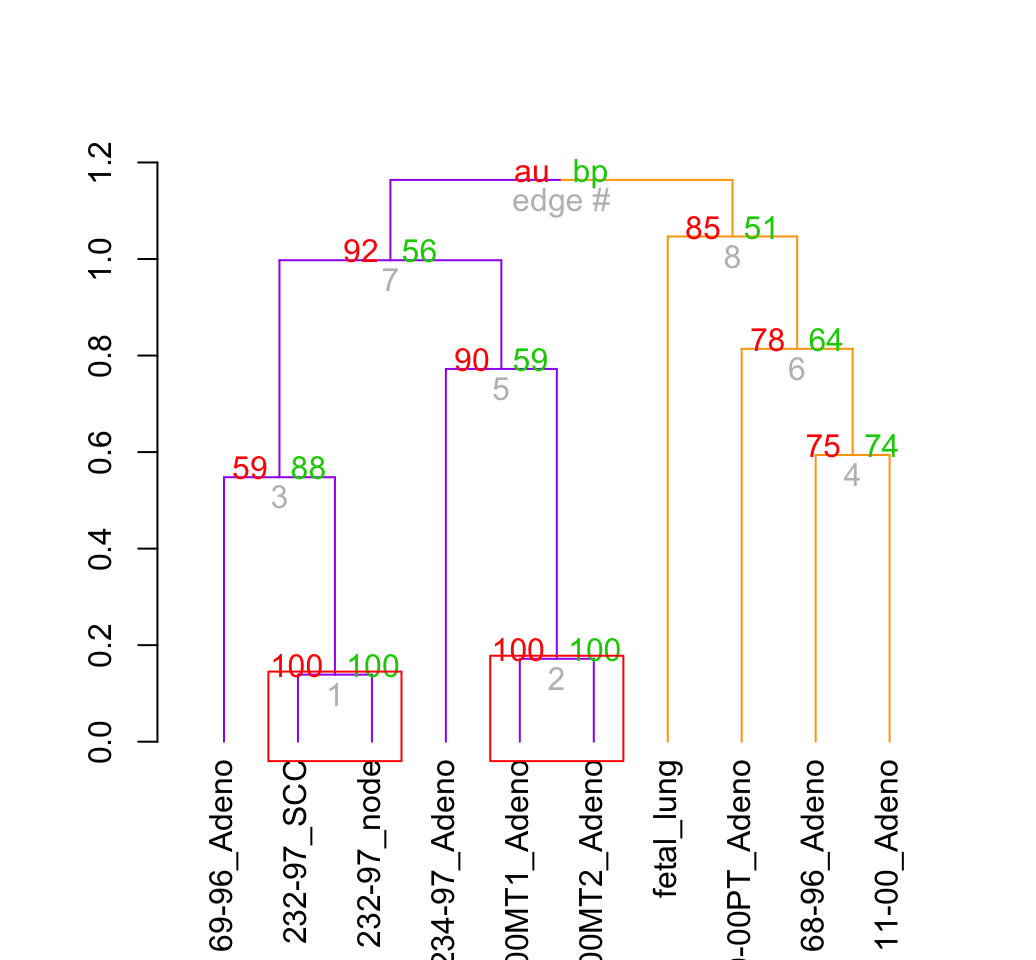 1.2
1.0
0.8
0.6
0.4
0.2
0.0
au bp
edge #
85 51
8
92 56
7
78 64
6
90 59
5
75 74
4
59 88
3
100 100
2
100 100
1
69-96_Adeno
232-97_SCC
232-97_node
234-97_Adeno
00MT1_Adeno
00MT2_Adeno
fetal_lung
-00PT_Adeno
68-96_Adeno
11-00_Adeno